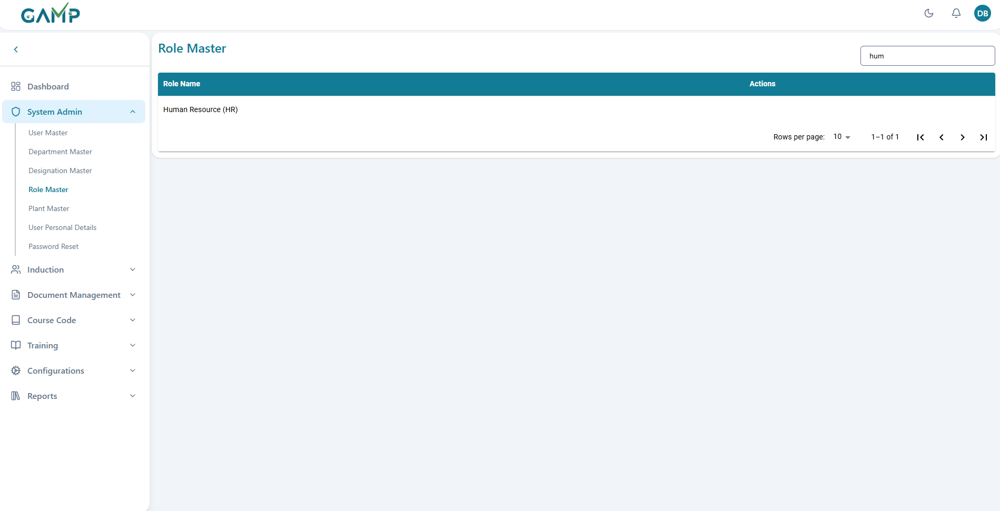 GAMP
DB
Role Master
hum
Role Name
Actions
Human Resource (HR)
Rows per page:
10
1–1 of 1
Dashboard
System Admin
User Master
Department Master
Designation Master
Role Master
Plant Master
User Personal Details
Password Reset
Induction
Document Management
Course Code
Training
Configurations
Reports